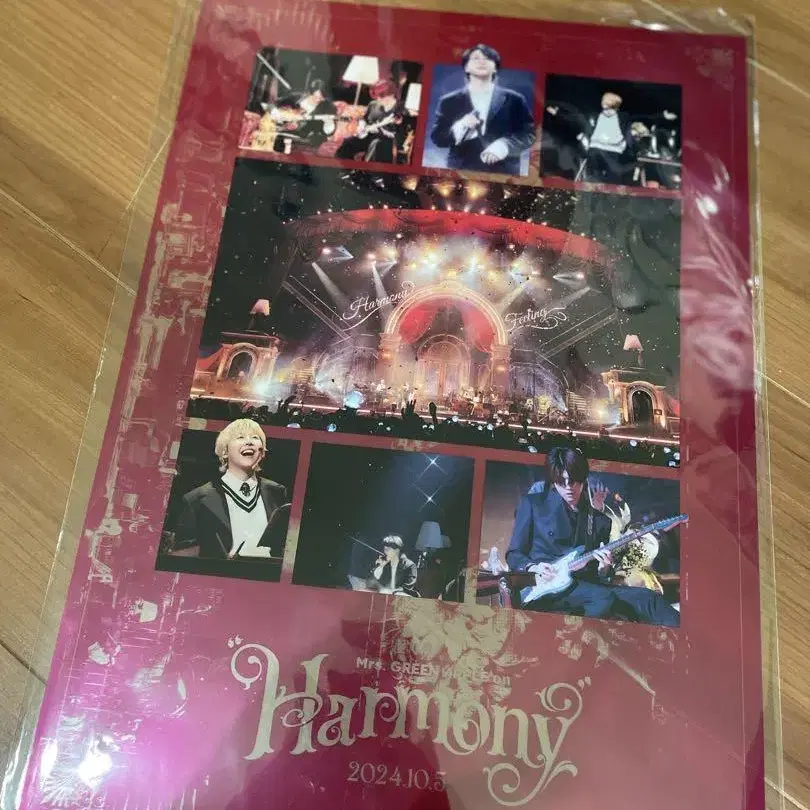 Harmony
Feeling
Mrs. GREEN APPLE on
"Harmony"
2024.10.5